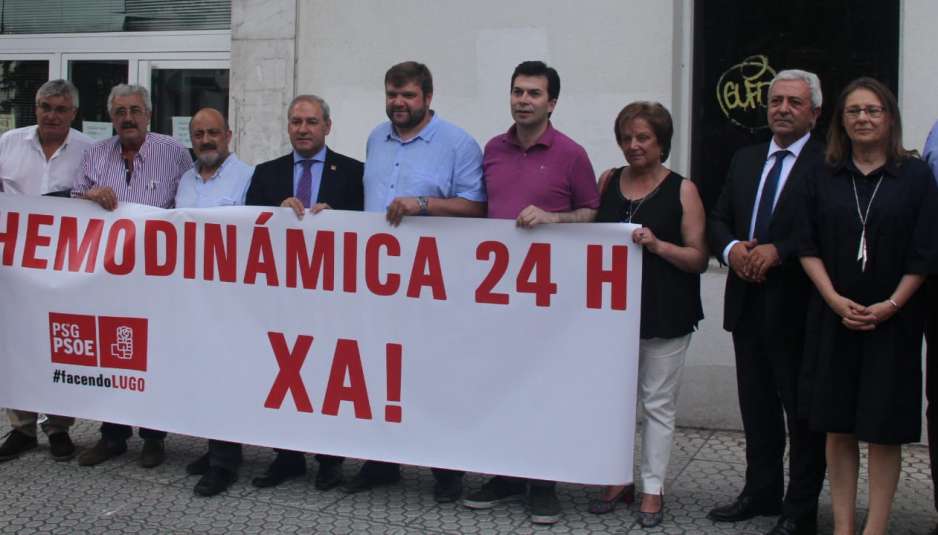 HEMODINÁMICA 24 H
XA!
PSG
PSOE
#facendoLUGO